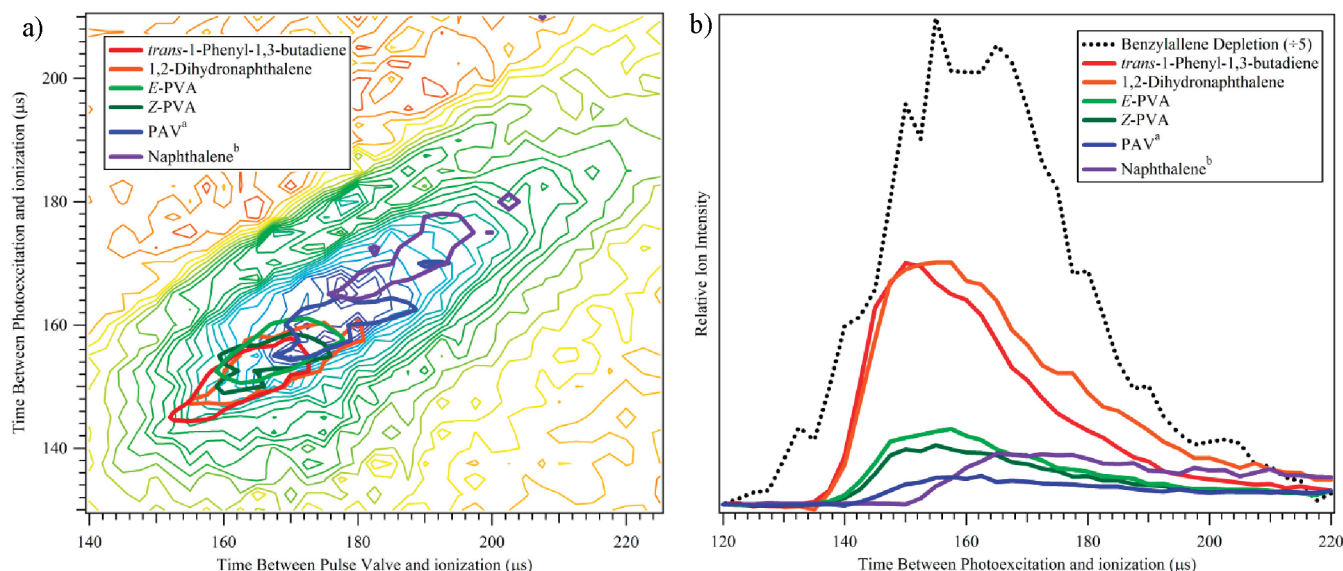 a)
trans-1-Phenyl-1,3-butadiene
1,2-Dihydronaphthalene
E-PVA
Z-PVA
PAVa
Naphthaleneb
Time Between Photoexcitation and ionization (μs)
200
180
160
140
140
160
180
200
220
Time Between Pulse Valve and ionization (μs)
b)
Benzylallene Depletion (÷5)
trans-1-Phenyl-1,3-butadiene
1,2-Dihydronaphthalene
E-PVA
Z-PVA
PAVa
Naphthaleneb
Relative Ion Intensity
120
140
160
180
200
220
Time Between Photoexcitation and ionization (μs)